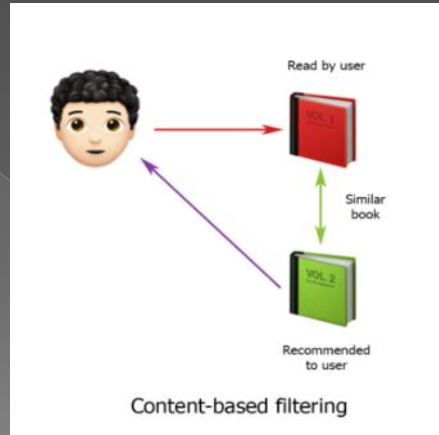 Read by user
VOL. 1
Similar
book
VOL. 2
Recommended
to user
Content-based filtering